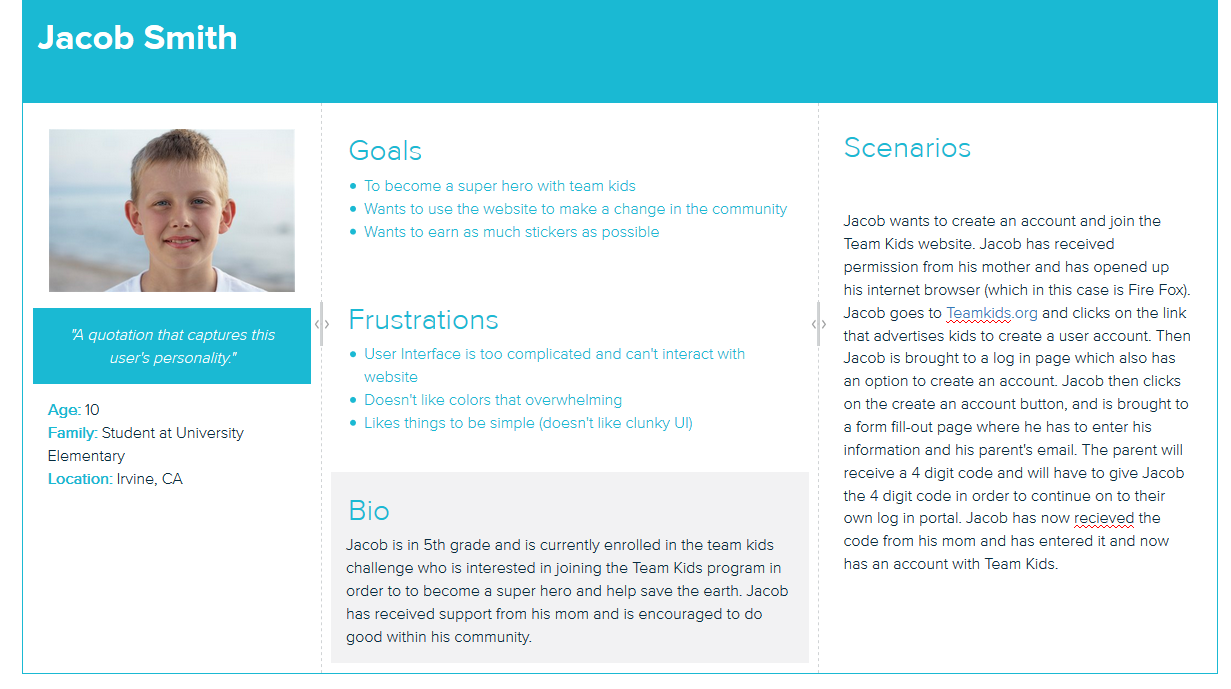 Jacob Smith
"A quotation that captures this
user's personality."
Age: 10
Family: Student at University
Elementary
Location: Irvine, CA
Goals
• To become a super hero with team kids
• Wants to use the website to make a change in the community
• Wants to earn as much stickers as possible
Frustrations
• User Interface is too complicated and can't interact with
website
• Doesn't like colors that overwhelming
• Likes things to be simple (doesn't like clunky UI)
Bio
Jacob is in 5th grade and is currently enrolled in the team kids
challenge who is interested in joining the Team Kids program in
order to to become a super hero and help save the earth. Jacob
has received support from his mom and is encouraged to do
good within his community.
Scenarios
Jacob wants to create an account and join the
Team Kids website. Jacob has received
permission from his mother and has opened up
his internet browser (which in this case is Fire Fox).
Jacob goes to Teamkids.org and clicks on the link
that advertises kids to create a user account. Then
Jacob is brought to a log in page which also has
an option to create an account. Jacob then clicks
on the create an account button, and is brought to
a form fill-out page where he has to enter his
information and his parent's email. The parent will
receive a 4 digit code and will have to give Jacob
the 4 digit code in order to continue on to their
own log in portal. Jacob has now recieved the
code from his mom and has entered it and now
has an account with Team Kids.